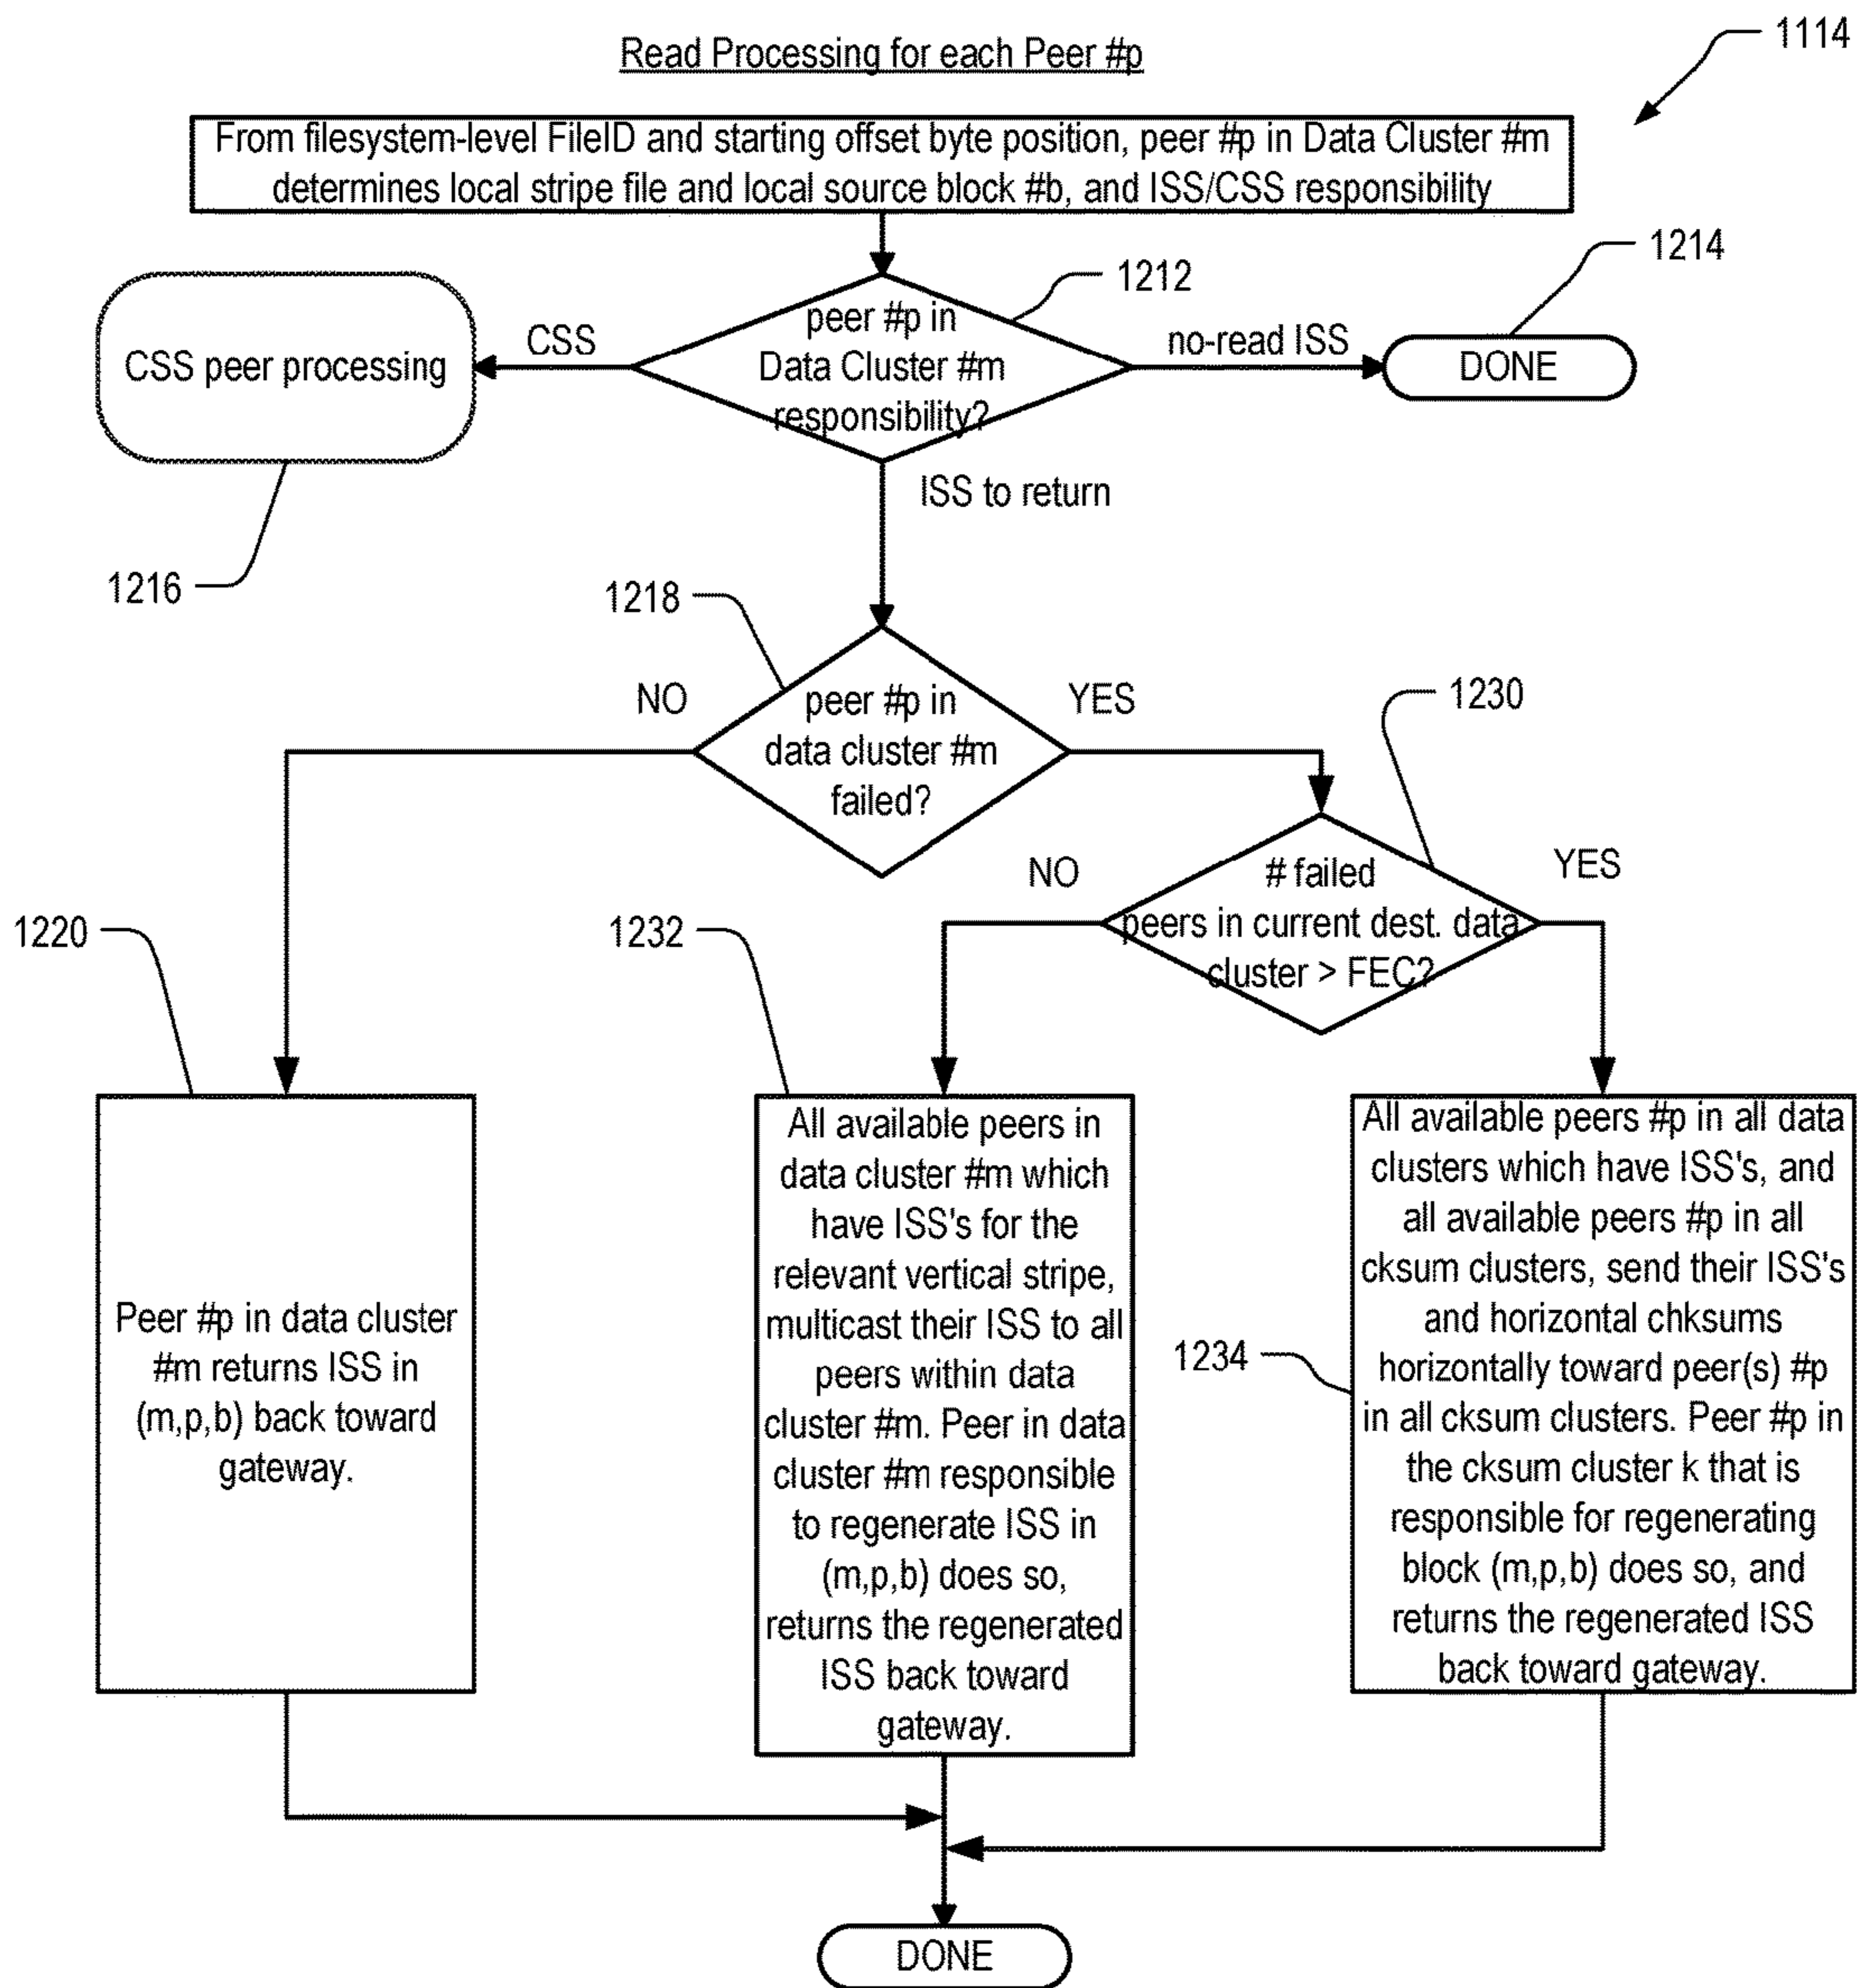 Read Processing for each Peer #p
1114
From filesystem-level FileID and starting offset byte position, peer #p in Data Cluster #m
determines local stripe file and local source block #b, and ISS/CSS responsibility
1214
1212
peer #p in
Data Cluster #m
responsibility?
CSS
no-read ISS
CSS peer processing
DONE
ISS to return
1216
1218
NO
YES
peer #p in
data cluster #m
failed?
1230
NO
YES
# failed
peers in current dest. data
cluster > FEC?
1220
1232
Peer #p in data cluster
#m returns ISS in
(m,p,b) back toward
gateway.
All available peers in
data cluster #m which
have ISS's for the
relevant vertical stripe,
multicast their ISS to all
peers within data
cluster #m. Peer in data
cluster #m responsible
to regenerate ISS in
(m,p,b) does so,
returns the regenerated
ISS back toward
gateway.
1234
All available peers #p in all data
clusters which have ISS's, and
all available peers #p in all
cksum clusters, send their ISS's
and horizontal chksums
horizontally toward peer(s) #p
in all cksum clusters. Peer #p in
the cksum cluster k that is
responsible for regenerating
block (m,p,b) does so, and
returns the regenerated ISS
back toward gateway.
DONE